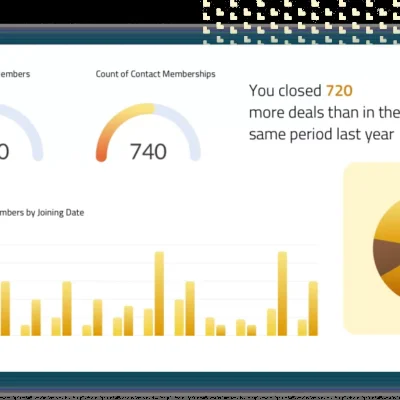 embers
Count of Contact Memberships
You closed 720
more deals than in the
same period last year
0
740
mbers by Joining Date